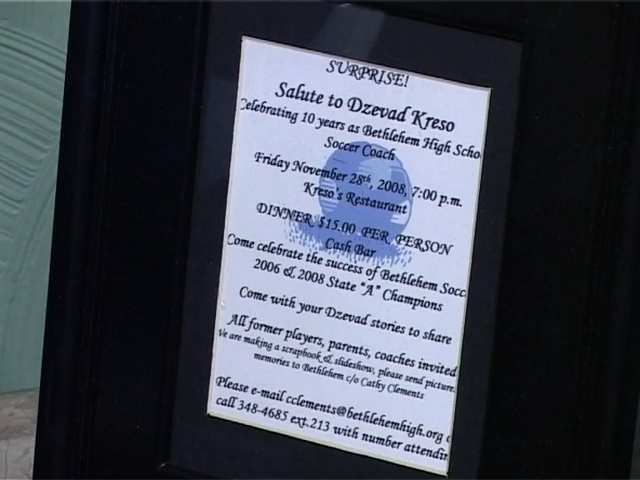 SURPRISE!
Salute to Dzevad Kreso
Celebrating 10 years as Bethlehem High Schoo
Soccer Coach
Friday November 28th, 2008, 7:00 p.m.
Kreso's Restaurant
DINNER $15.00 PER PERSON
Cash Bar
Come celebrate the success of Bethlehem Socc
2006 & 2008 State "A" Champions
Come with your Dzevad stories to share
All former players, parents, coaches invited
We are making a scrapbook & slideshow, please send picture
memories to Bethlehem c/o Cathy Clements
Please e-mail cclements@bethlehemhigh.org
call 348-4685 ext.213 with number attendin